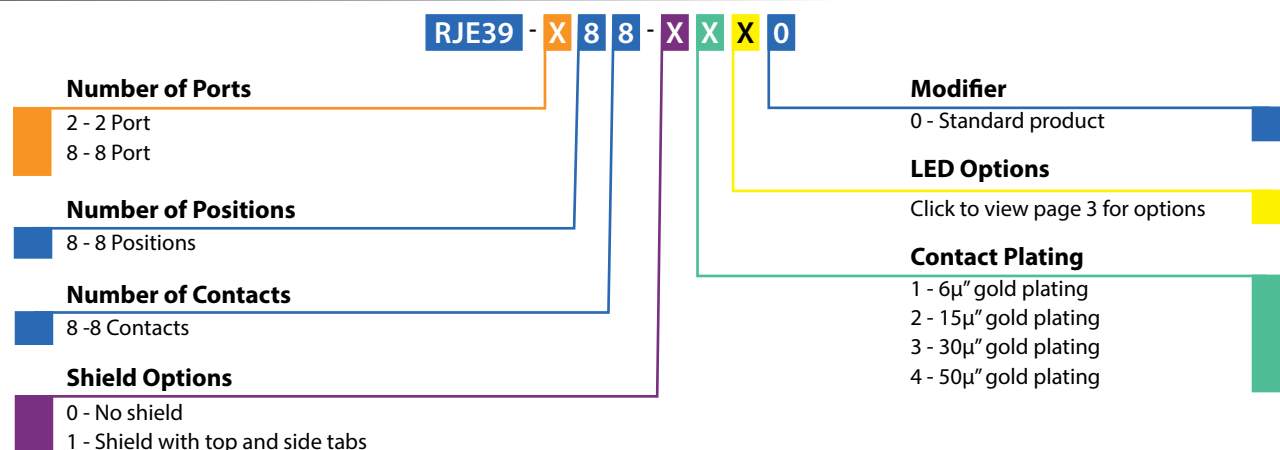 RJE39 - X 8 8 - X X X 0
Number of Ports
2 - 2 Port
8 - 8 Port
Number of Positions
8 - 8 Positions
Number of Contacts
8 -8 Contacts
Shield Options
0 - No shield
1 - Shield with top and side tabs
Modifier
0 - Standard product
LED Options
Click to view page 3 for options
Contact Plating
1 - 6μ” gold plating
2 - 15μ” gold plating
3 - 30μ” gold plating
4 - 50μ” gold plating